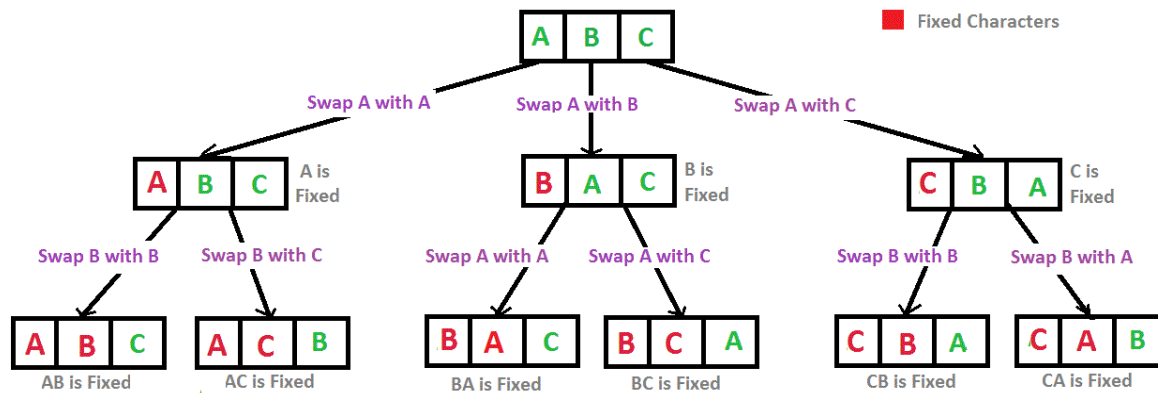 A B C
Fixed Characters
Swap A with A
Swap A with B
Swap A with C
A B C
A is
Fixed
B A C
B is
Fixed
C B A
C is
Fixed
Swap B with B
Swap B with C
Swap A with A
Swap A with C
Swap B with B
Swap B with A
A B C
A C B
B A C
B C A
C B A
C A B
AB is Fixed
AC is Fixed
BA is Fixed
BC is Fixed
CB is Fixed
CA is Fixed